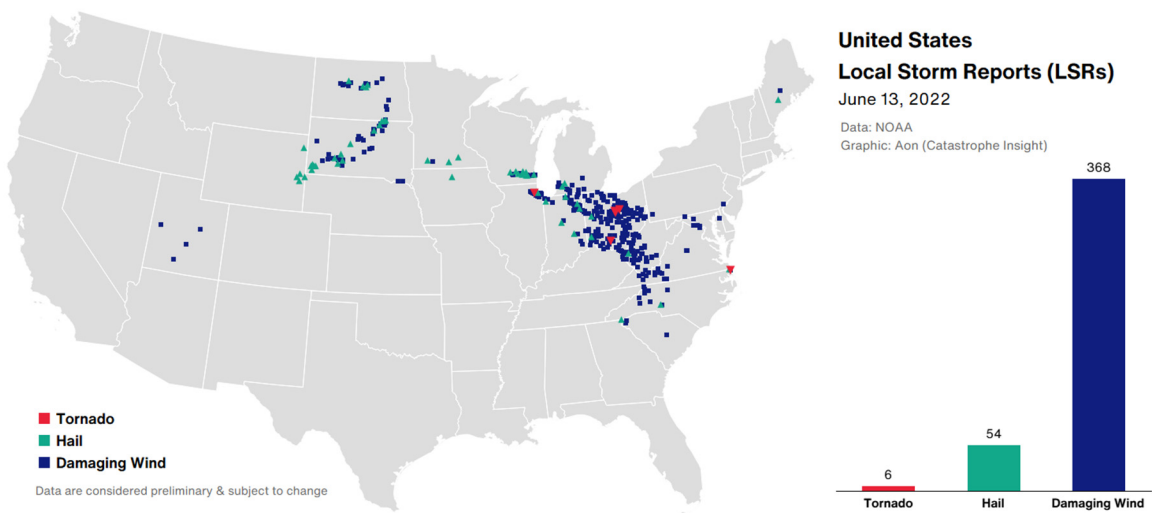 United States
Local Storm Reports (LSRs)
June 13, 2022
Data: NOAA
Graphic: Aon (Catastrophe Insight)
368
54
6
Tornado
Hail
Damaging Wind
Tornado
Hail
Damaging Wind
Data are considered preliminary & subject to change